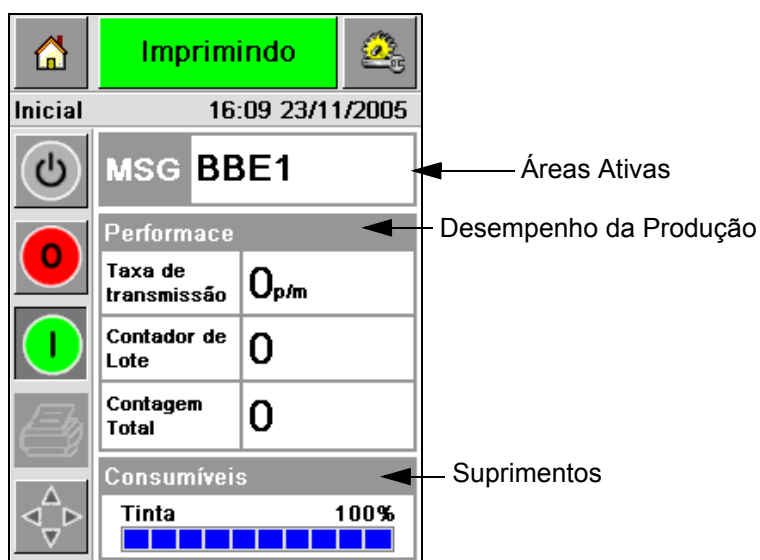 Imprimindo
Inicial 16:09 23/11/2005
MSG BBE1
Áreas Ativas
Performace
Desempenho da Produção
O
Taxa de
transmissão
0p/m
I
Contador de
Lote
0
Contagem
Total
0
Consumíveis
Suprimentos
Tinta 100%